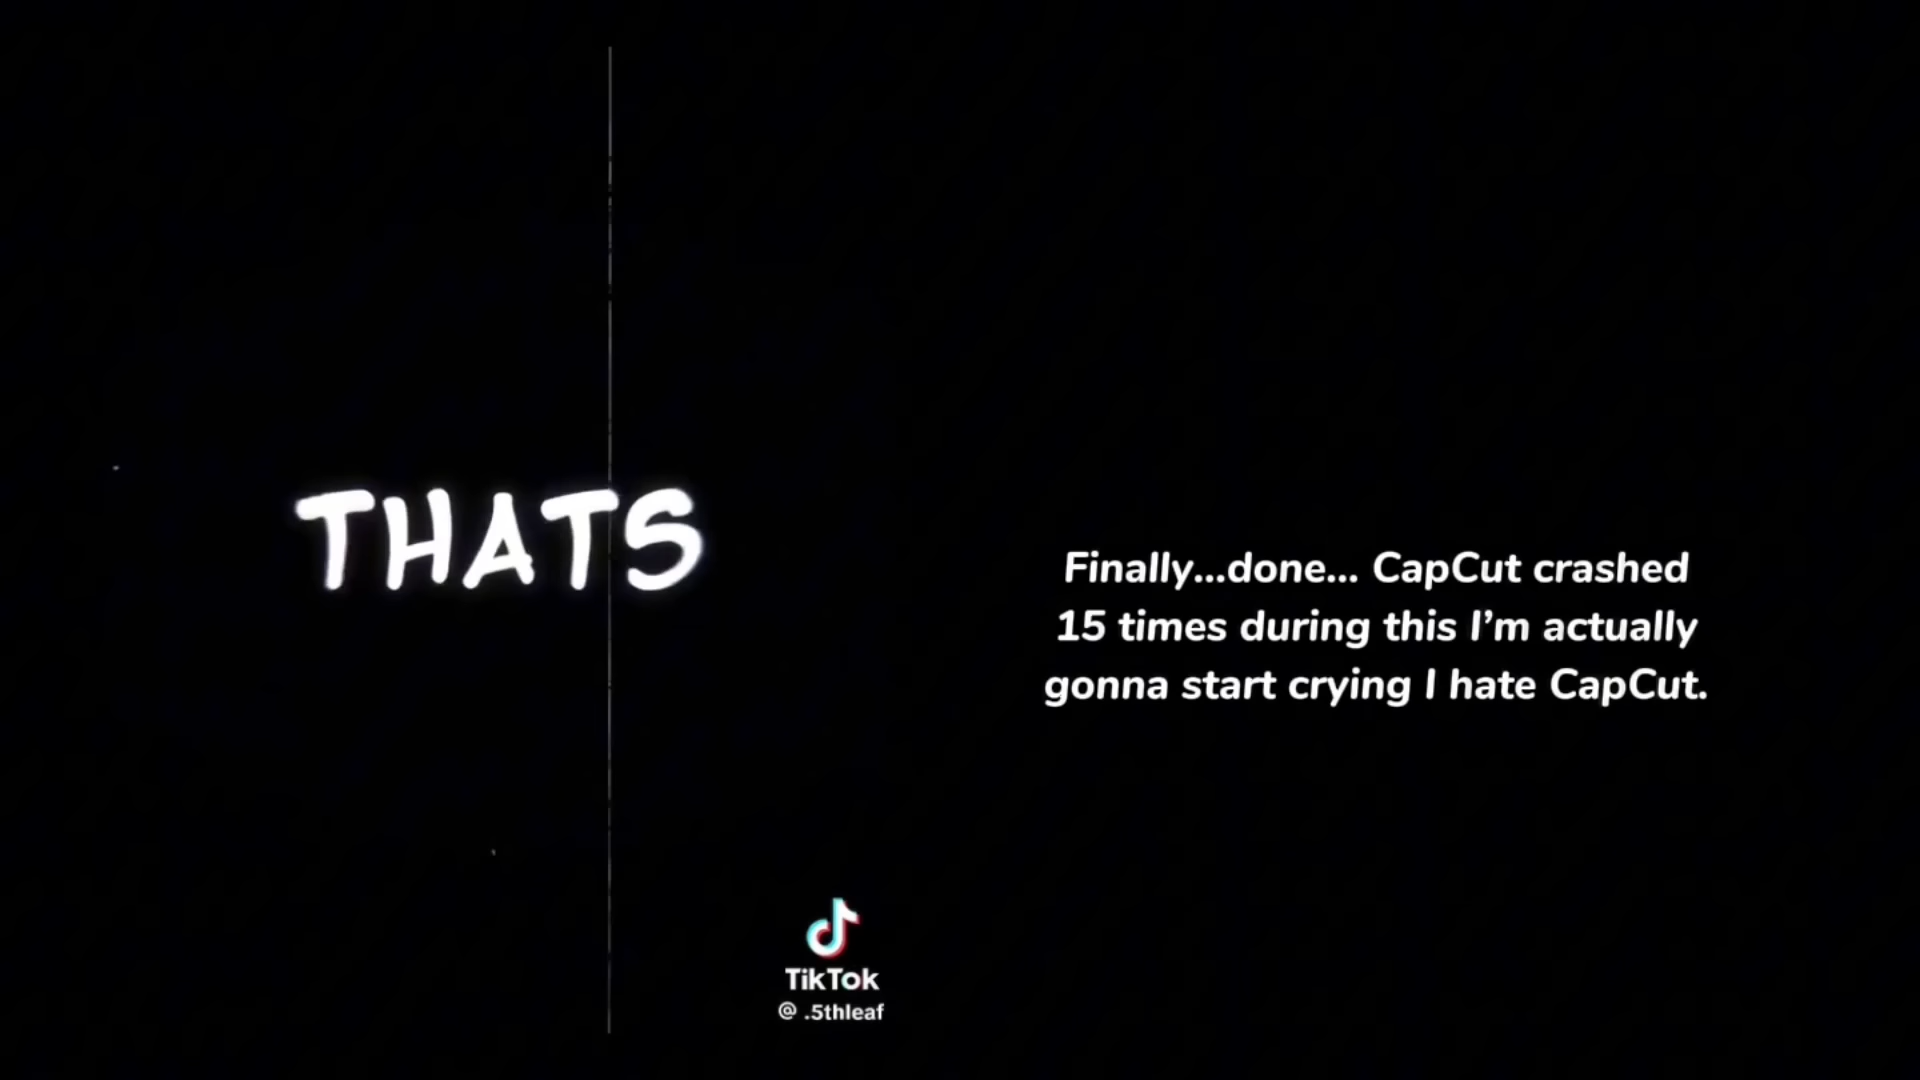 THATS
Finally...done... CapCut crashed
15 times during this I'm actually
gonna start crying I hate CapCut.
TikTok
@ .5thleaf